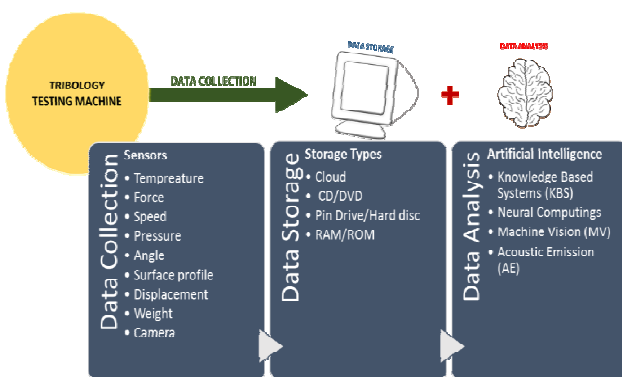 TRIBOLOGY
TESTING MACHINE
DATA COLLECTION
DATA STORAGE
DATA ANALYSIS
Data Collection
Sensors
• Tempreature
• Force
• Speed
• Pressure
• Angle
• Surface profile
• Displacement
• Weight
• Camera
Data Storage
Storage Types
• Cloud
• CD/DVD
• Pin Drive/Hard disc
• RAM/ROM
Data Analysis
Artificial Intelligence
• Knowledge Based
Systems (KBS)
• Neural Computings
• Machine Vision (MV)
• Acoustic Emission
(AE)